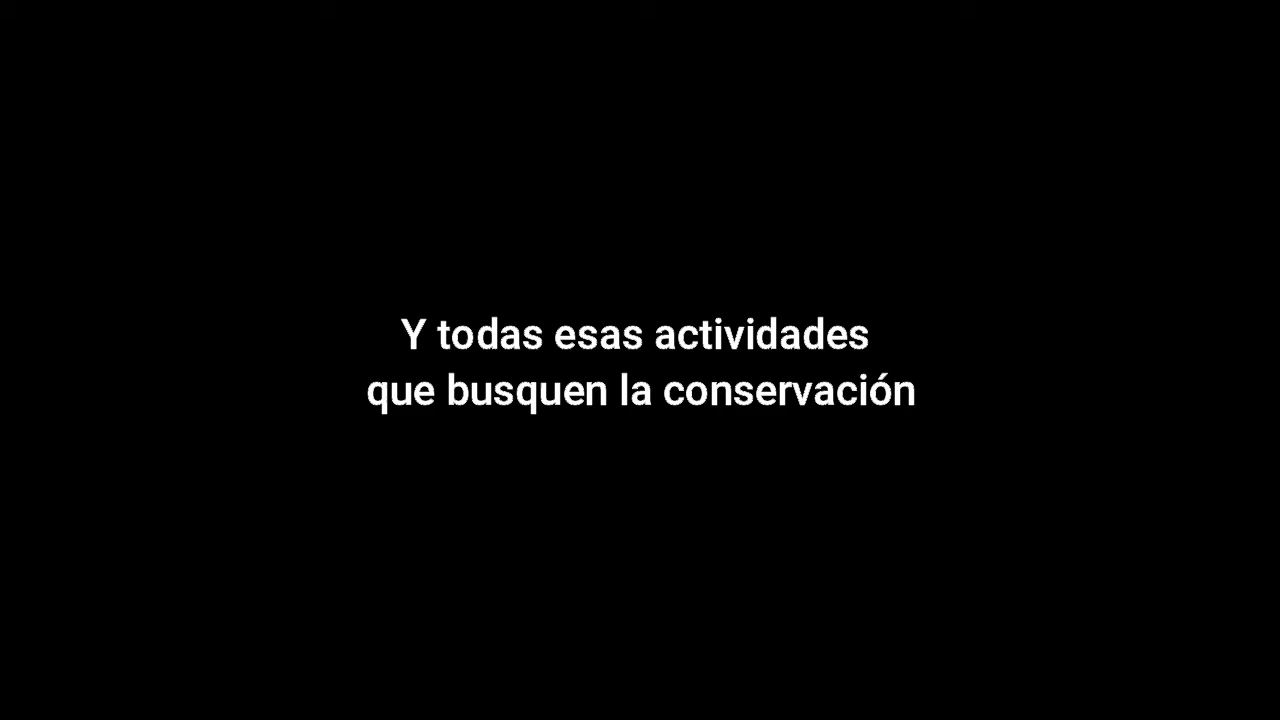 Y todas esas actividades
que busquen la conservación